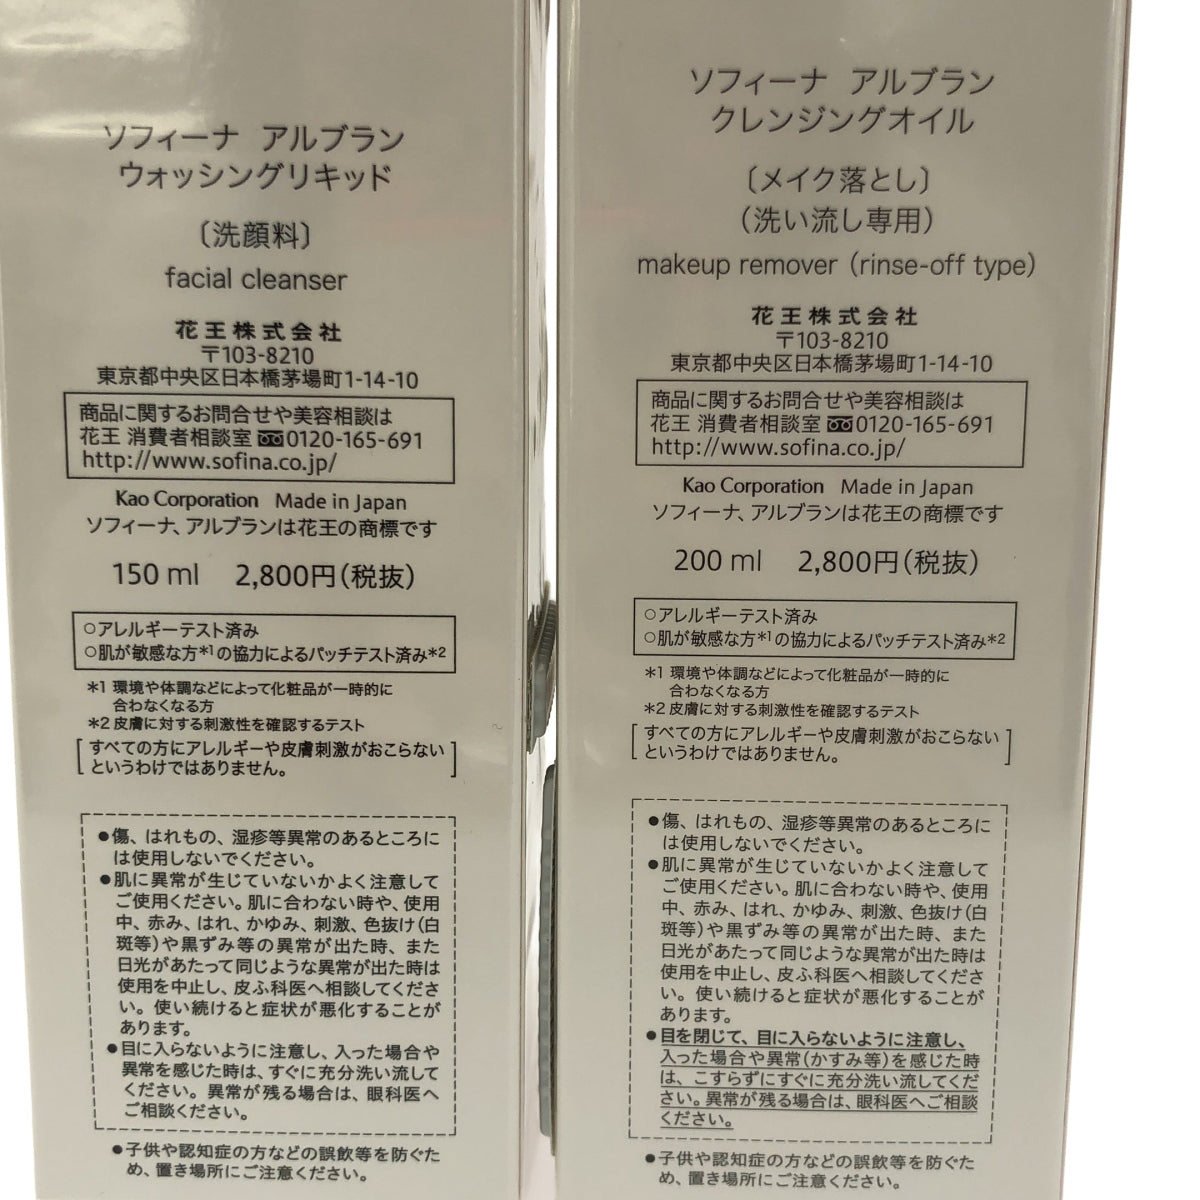 ソフィーナ アルブラン
ウォッシングリキッド
〔洗顔料〕
facial cleanser
花王株式会社
〒103-8210
東京都中央区日本橋茅場町1-14-10
商品に関するお問合せや美容相談は
花王 消費者相談室 0120-165-691
http://www.sofina.co.jp/
Kao Corporation Made in Japan
ソフィーナ、アルブランは花王の商標です
150 ml 2,800円(税抜)
○アレルギーテスト済み
○肌が敏感な方*1の協力によるパッチテスト済み*2
*1 環境や体調などによって化粧品が一時的に
合わなくなる方
*2 皮膚に対する刺激性を確認するテスト
[すべての方にアレルギーや皮膚刺激がおこらない
というわけではありません。]
●傷、はれもの、湿疹等異常のあるところに
は使用しないでください。
●肌に異常が生じていないかよく注意して
ご使用ください。肌に合わない時や、使用
中、赤み、はれ、かゆみ、刺激、色抜け(白
斑等)や黒ずみ等の異常が出た時、また
日光があたって同じような異常が出た時は
使用を中止し、皮ふ科医へ相談してくださ
い。使い続けると症状が悪化することが
あります。
●目に入らないように注意し、入った場合や
異常を感じた時は、すぐに充分洗い流して
ください。異常が残る場合は、眼科医へ
ご相談ください。
●子供や認知症の方などの誤飲等を防ぐた
め、置き場所にご注意ください。
ソフィーナ アルブラン
クレンジングオイル
〔メイク落とし〕
(洗い流し専用)
makeup remover (rinse-off type)
花王株式会社
〒103-8210
東京都中央区日本橋茅場町1-14-10
商品に関するお問合せや美容相談は
花王 消費者相談室 0120-165-691
http://www.sofina.co.jp/
Kao Corporation Made in Japan
ソフィーナ、アルブランは花王の商標です
200 ml 2,800円(税抜)
○アレルギーテスト済み
○肌が敏感な方*1の協力によるパッチテスト済み*2
*1 環境や体調などによって化粧品が一時的に
合わなくなる方
*2 皮膚に対する刺激性を確認するテスト
[すべての方にアレルギーや皮膚刺激がおこらない
というわけではありません。]
●傷、はれもの、湿疹等異常のあるところに
は使用しないでください。
●肌に異常が生じていないかよく注意して
ご使用ください。肌に合わない時や、使用
中、赤み、はれ、かゆみ、刺激、色抜け(白
斑等)や黒ずみ等の異常が出た時、また
日光があたって同じような異常が出た時は
使用を中止し、皮ふ科医へ相談してくださ
い。使い続けると症状が悪化することが
あります。
●目を閉じて、目に入らないように注意し、
入った場合や異常(かすみ等)を感じた時
は、こすらずにすぐに充分洗い流してくだ
さい。異常が残る場合は、眼科医へご相談
ください。
●子供や認知症の方などの誤飲等を防ぐた
め、置き場所にご注意ください。